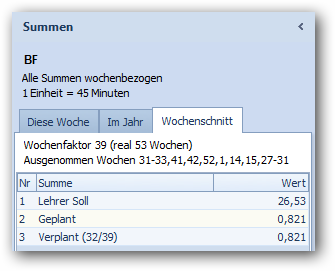 Summen
BF
Alle Summen wochenbezogen
1 Einheit = 45 Minuten
Diese Woche Im Jahr Wochenschnitt
Wochenfaktor 39 (real 53 Wochen)
Ausgenommen Wochen 31-33,41,42,52,1,14,15,27-31
Nr Summe Wert
1 Lehrer Soll 26,53
2 Geplant 0,821
3 Verplant (32/39) 0,821